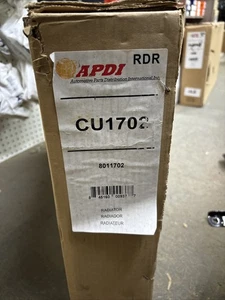 APDI
RDR
Automotive Parts Distribution International, Inc.
CU1702
8011702
RADIATOR
RADIADOR
RADIATEUR